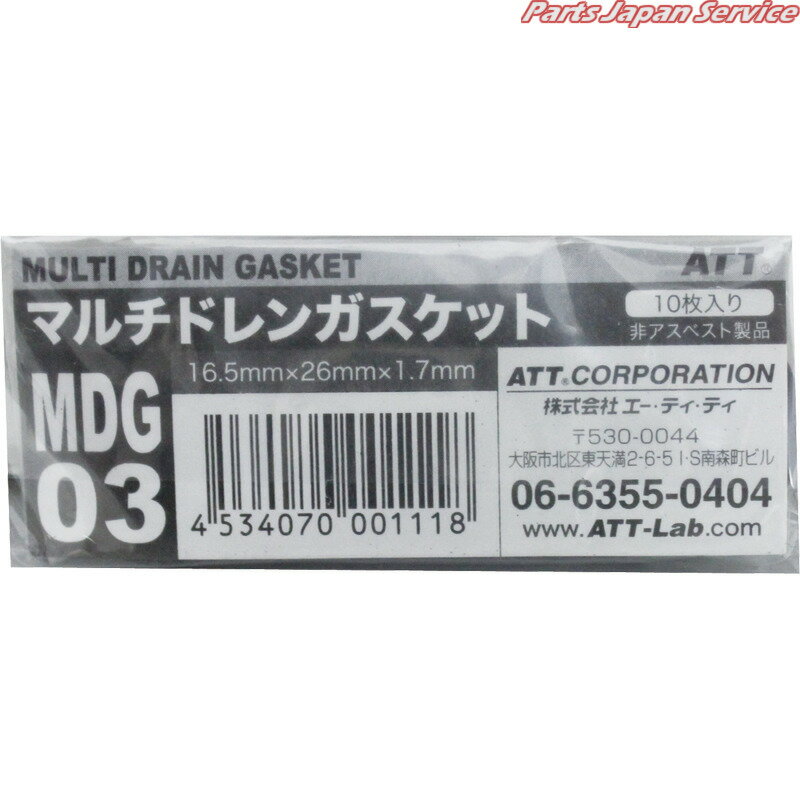 Parts Japan Service
MULTI DRAIN GASKET
ATT®
マルチドレンガスケット
10枚入り
非アスベスト製品
MDG
03
16.5mm×26mm×1.7mm
4 534070 001118
ATT®CORPORATION
株式会社 エー・ティ・ティ
〒530-0044
大阪市北区東天満2-6-5 I・S南森町ビル
06-6355-0404
www.ATT-Lab.com